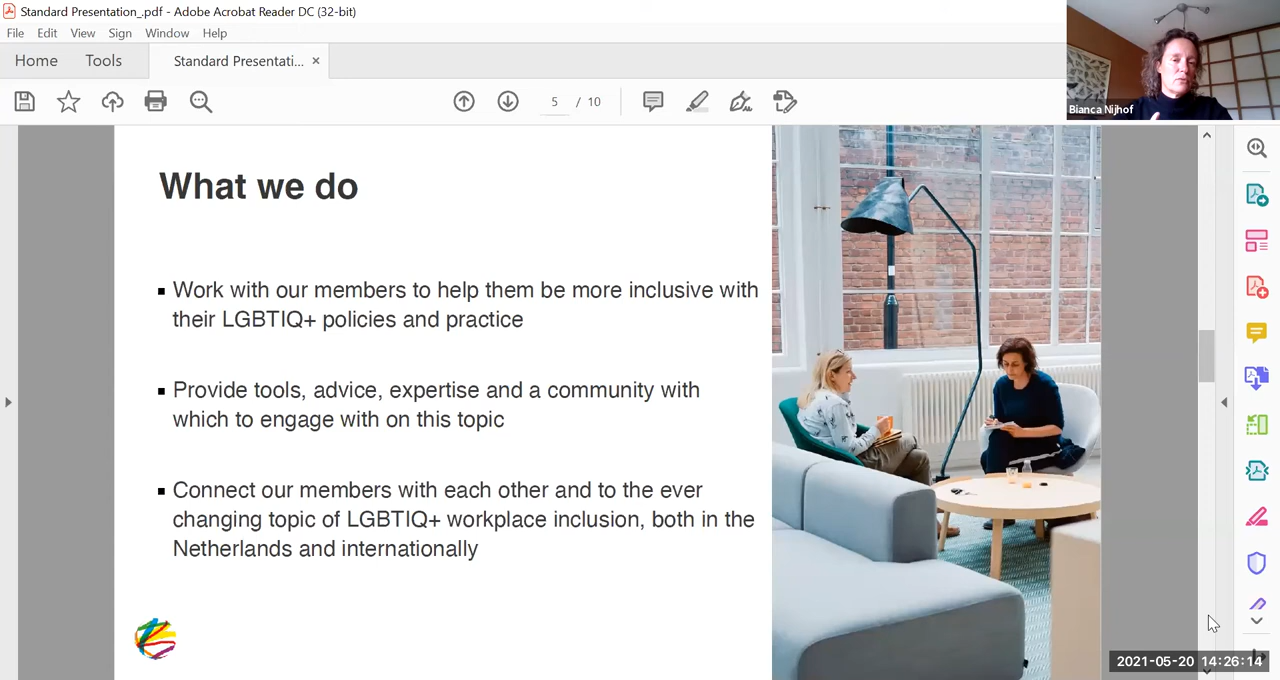 Standard Presentation_.pdf - Adobe Acrobat Reader DC (32-bit)
File Edit View Sign Window Help
Home Tools Standard Presentati... ×
5 / 10
Bianca Nijhof
What we do
▪ Work with our members to help them be more inclusive with
their LGBTIQ+ policies and practice
▪ Provide tools, advice, expertise and a community with
which to engage with on this topic
▪ Connect our members with each other and to the ever
changing topic of LGBTIQ+ workplace inclusion, both in the
Netherlands and internationally
2021-05-20 14:26:14